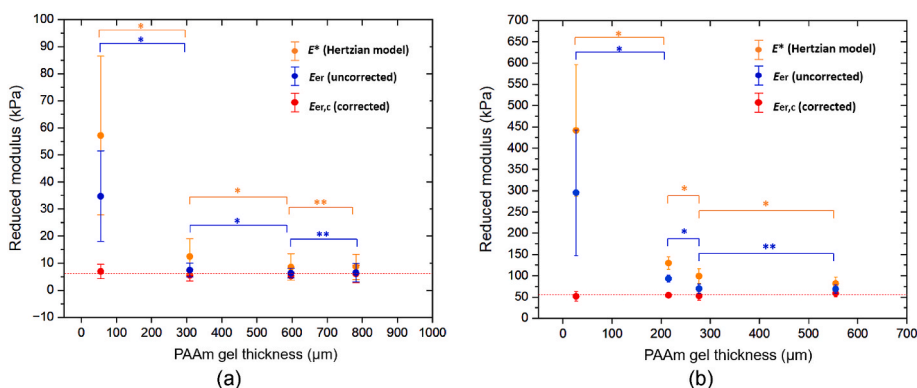 100
90
80
70
60
50
40
30
20
10
0
−10
Reduced modulus (kPa)
*
*
*
*
**
**
E* (Hertzian model)
Eer (uncorrected)
Eer,c (corrected)
0 100 200 300 400 500 600 700 800 900 1000
PAAm gel thickness (μm)
(a)
700
650
600
550
500
450
400
350
300
250
200
150
100
50
0
Reduced modulus (kPa)
*
*
*
*
*
**
E* (Hertzian model)
Eer (uncorrected)
Eer,c (corrected)
0 100 200 300 400 500 600 700
PAAm gel thickness (μm)
(b)